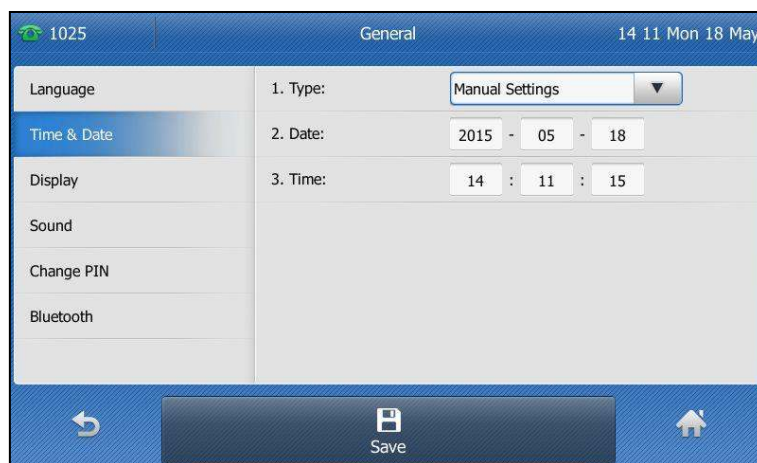 1025 General 14 11 Mon 18 May
Language
Time & Date
Display
Sound
Change PIN
Bluetooth
1. Type: Manual Settings
2. Date: 2015 - 05 - 18
3. Time: 14 : 11 : 15
Save